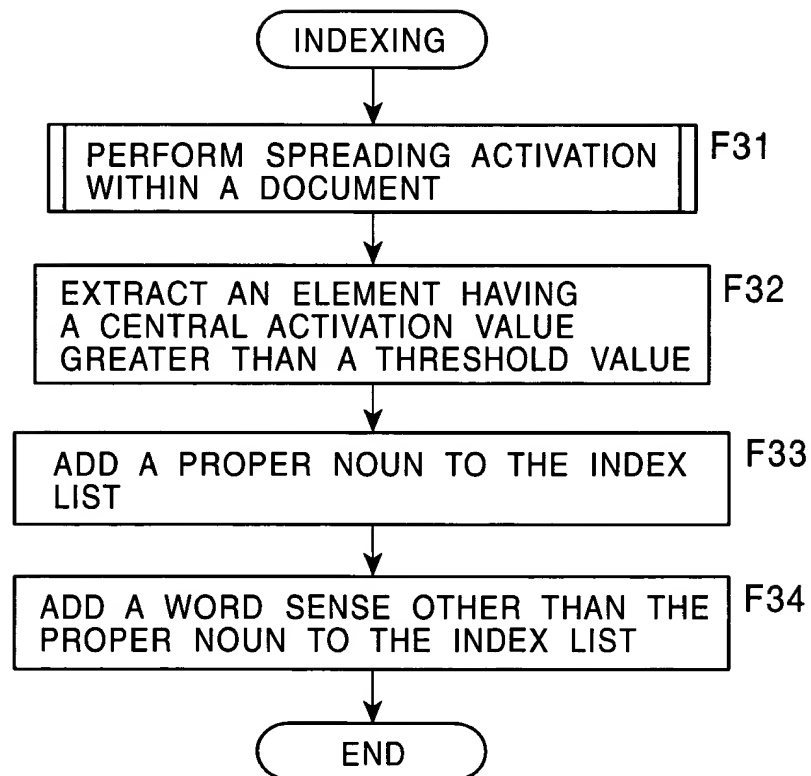 INDEXING
PERFORM SPREADING ACTIVATION
WITHIN A DOCUMENT
F31
EXTRACT AN ELEMENT HAVING
A CENTRAL ACTIVATION VALUE
GREATER THAN A THRESHOLD VALUE
F32
ADD A PROPER NOUN TO THE INDEX
LIST
F33
ADD A WORD SENSE OTHER THAN THE
PROPER NOUN TO THE INDEX LIST
F34
END